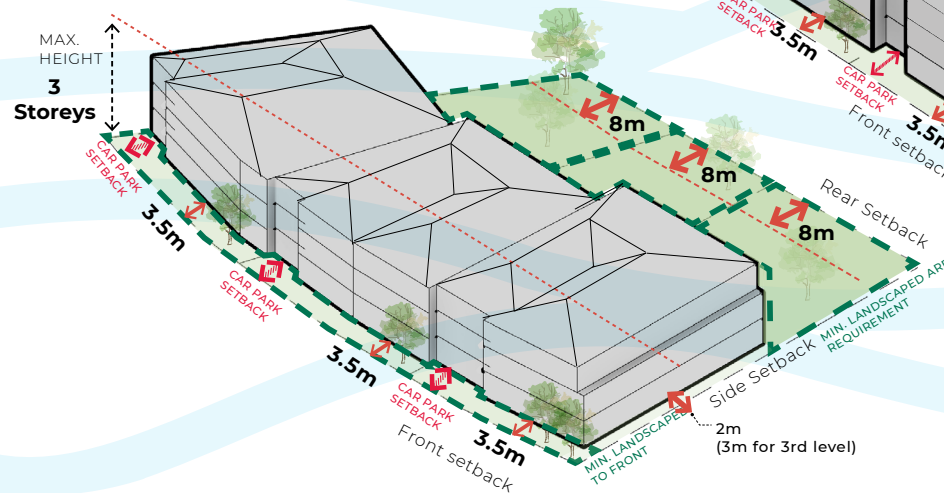 MAX.
HEIGHT
3
Storeys
CAR PARK
SETBACK
3.5m
CAR PARK
SETBACK
3.5m
CAR PARK
SETBACK
3.5m
Front setback
8m
8m
8m
Rear Setback
MIN. LANDSCAPED
REQUIREMENT
Side Setback
2m
(3m for 3rd level)
MIN. LANDSCAPED
TO FRONT
CAR PARK
SETBACK
3.5m
CAR PARK
SETBACK
Front setback
3.5m